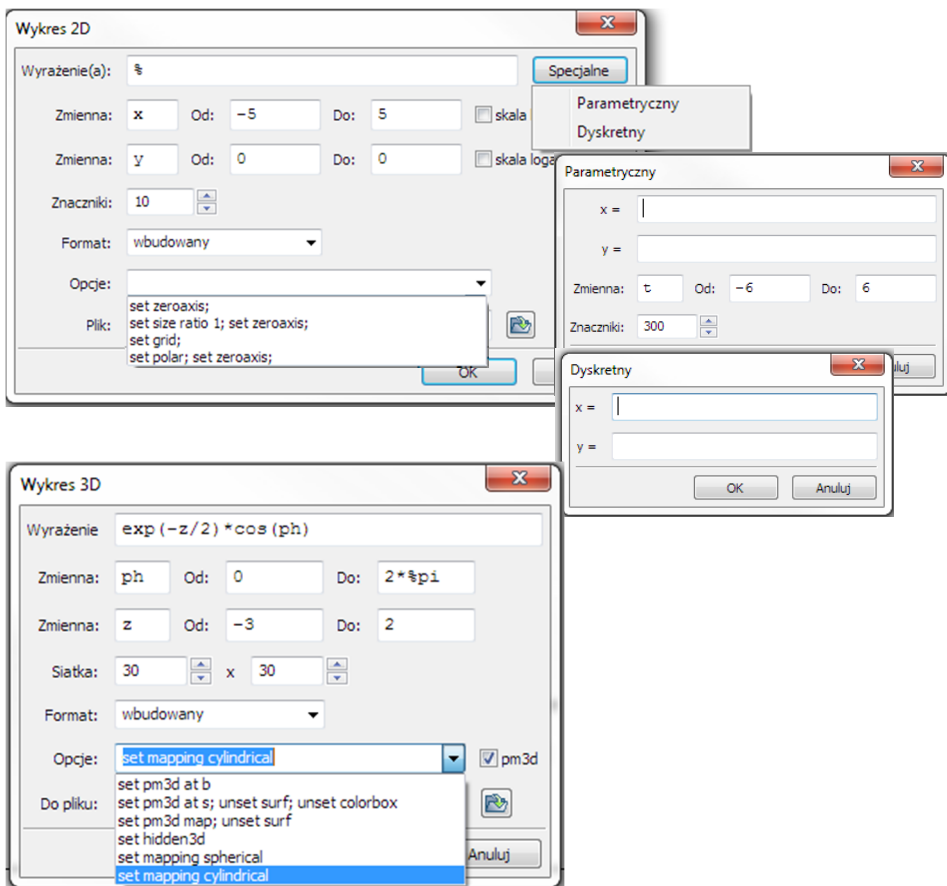 Wykres 2D
Wyrażenie(a): % Specjalne
Parametryczny
Dyskretny
Zmienna: x Od: -5 Do: 5 skala
Zmienna: y Od: 0 Do: 0 skala
Znaczniki: 10
Format: wbudowany
Opcje:
set zeroaxis;
set size ratio 1; set zeroaxis;
set grid;
set polar; set zeroaxis;
Plik:
OK
Parametryczny
x =
y =
Zmienna: t Od: -6 Do: 6
Znaczniki: 300
Dyskretny
x =
y =
OK Anuluj
Wykres 3D
Wyrażenie exp(-z/2)*cos(ph)
Zmienna: ph Od: 0 Do: 2*%pi
Zmienna: z Od: -3 Do: 2
Siatka: 30 x 30
Format: wbudowany
Opcje: set mapping cylindrical pm3d
set pm3d at b
set pm3d at s; unset surf; unset colorbox
set pm3d map; unset surf
set hidden3d
set mapping spherical
set mapping cylindrical
Do pliku:
Anuluj